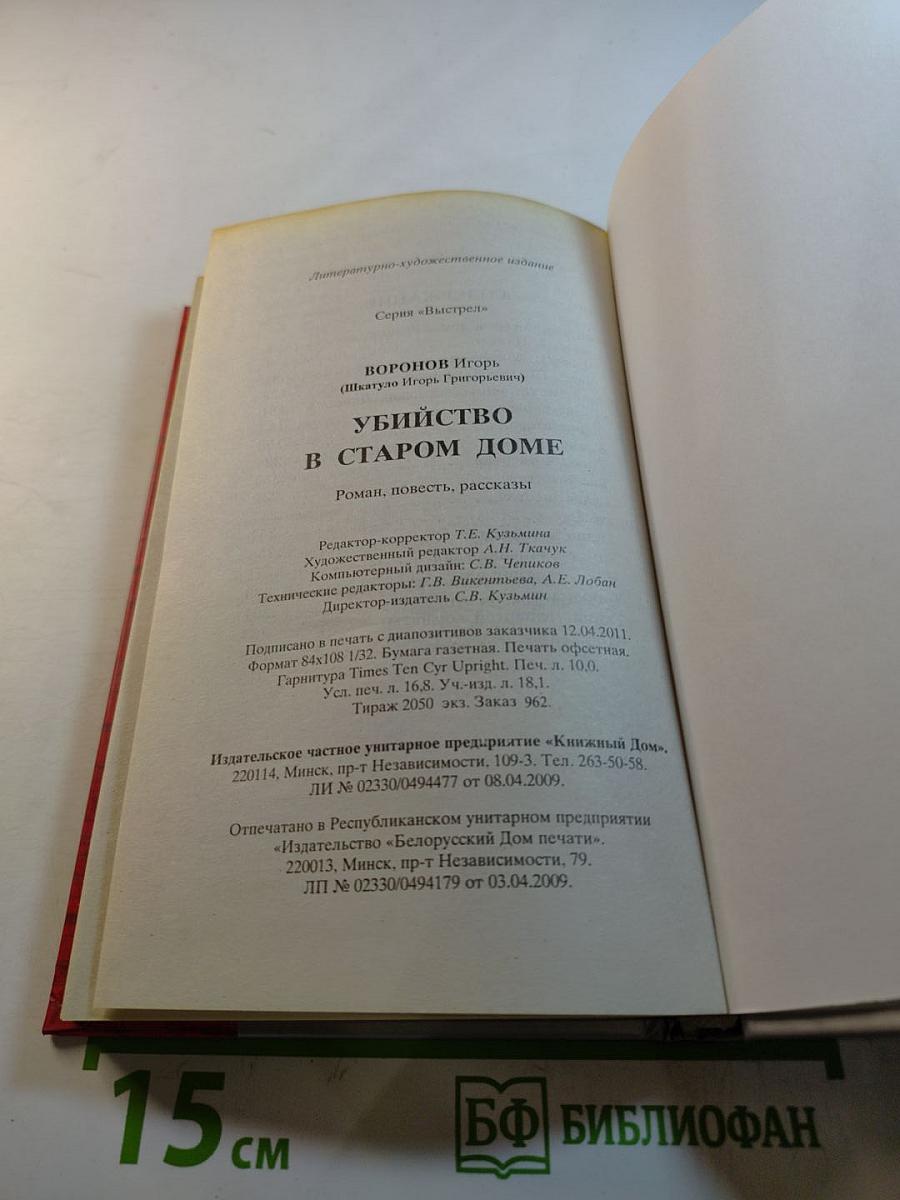 Литературно-художественное издание
Серия «Выстрел»
ВОРОНОВ Игорь
(Шкатуло Игорь Григорьевич)
УБИЙСТВО
В СТАРОМ ДОМЕ
Роман, повесть, рассказы
Редактор-корректор Т.Е. Кузьмина
Художественный редактор А.Н. Ткачук
Компьютерный дизайн: С.В. Чепиков
Технические редакторы: Г.В. Викентьева, А.Е. Лобан
Директор-издатель С.В. Кузьмин
Подписано в печать с диапозитивов заказчика 12.04.2011.
Формат 84х108 1/32. Бумага газетная. Печать офсетная.
Гарнитура Times Ten Cyr Upright. Печ. л. 10,0.
Усл. печ. л. 16,8. Уч.-изд. л. 18,1.
Тираж 2050 экз. Заказ 962.
Издательское частное унитарное предприятие «Книжный Дом».
220114, Минск, пр-т Независимости, 109-3. Тел. 263-50-58.
ЛИ № 02330/0494477 от 08.04.2009.
Отпечатано в Республиканском унитарном предприятии
«Издательство «Белорусский Дом печати».
220013, Минск, пр-т Независимости, 79.
ЛП № 02330/0494179 от 03.04.2009.
15 см
БФ БИБЛИОФАН